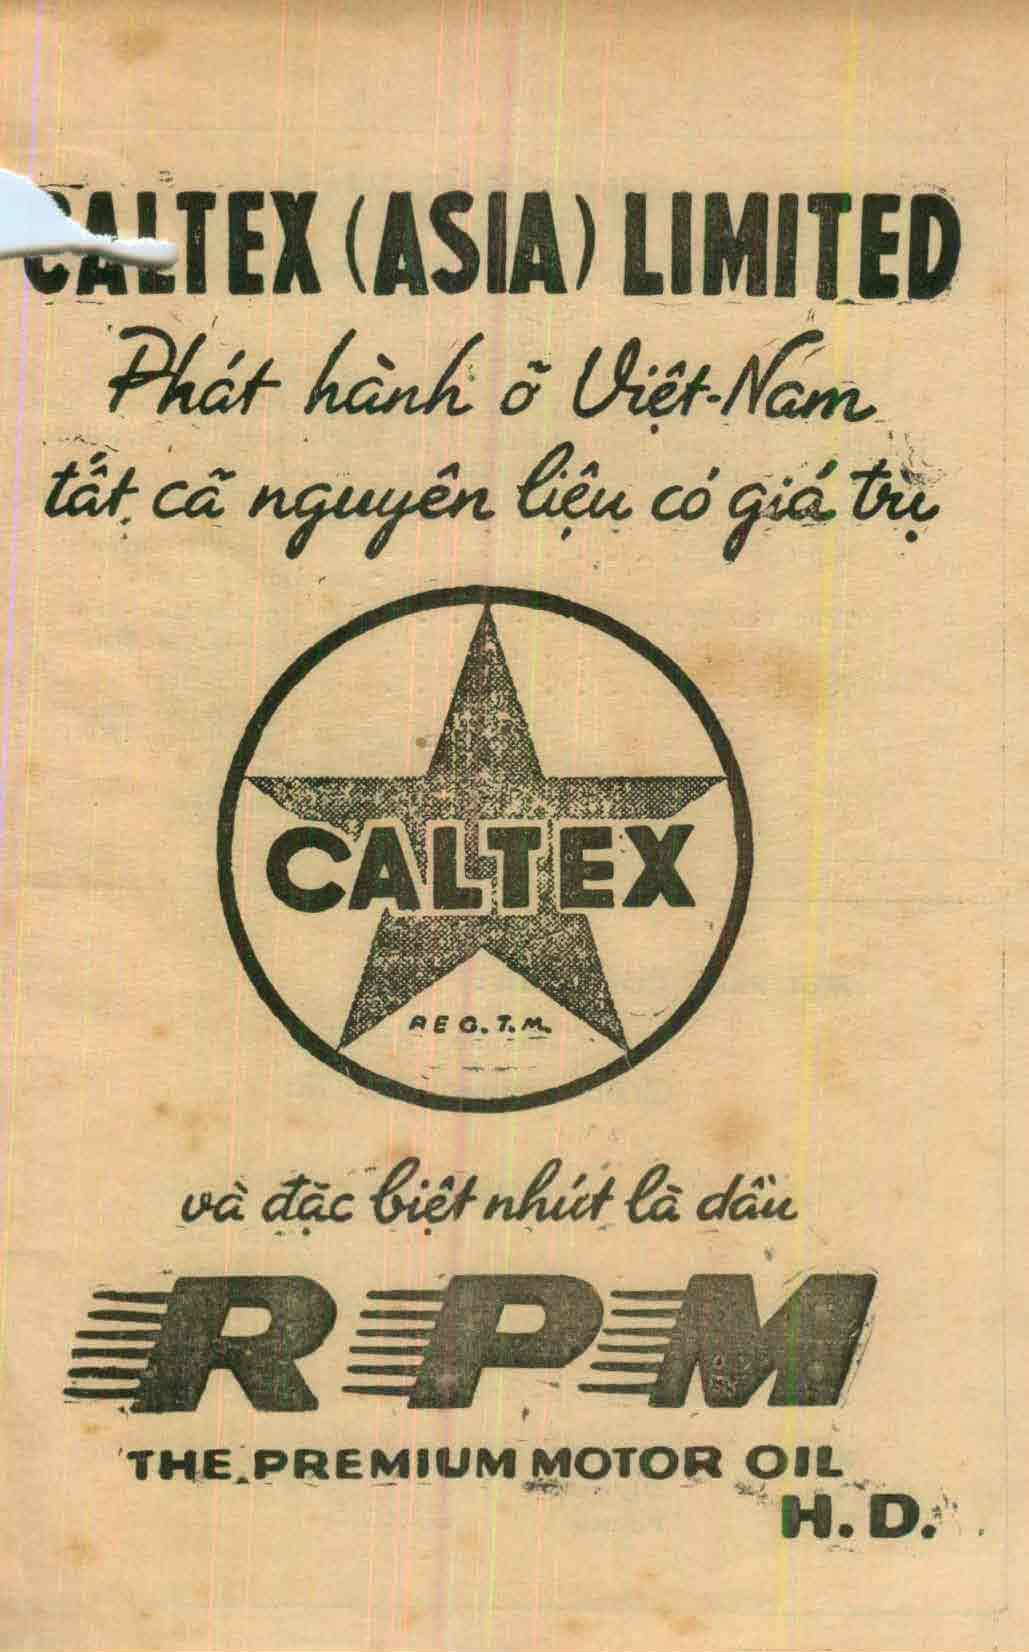 CALTEX (ASIA) LIMITED
Phát hành ỡ Việt-Nam
tất cã nguyên liệu có giá trị
CALTEX
REG. T. M.
và đặc biệt nhứt là dầu
RPM
THE PREMIUM MOTOR OIL
H. D.